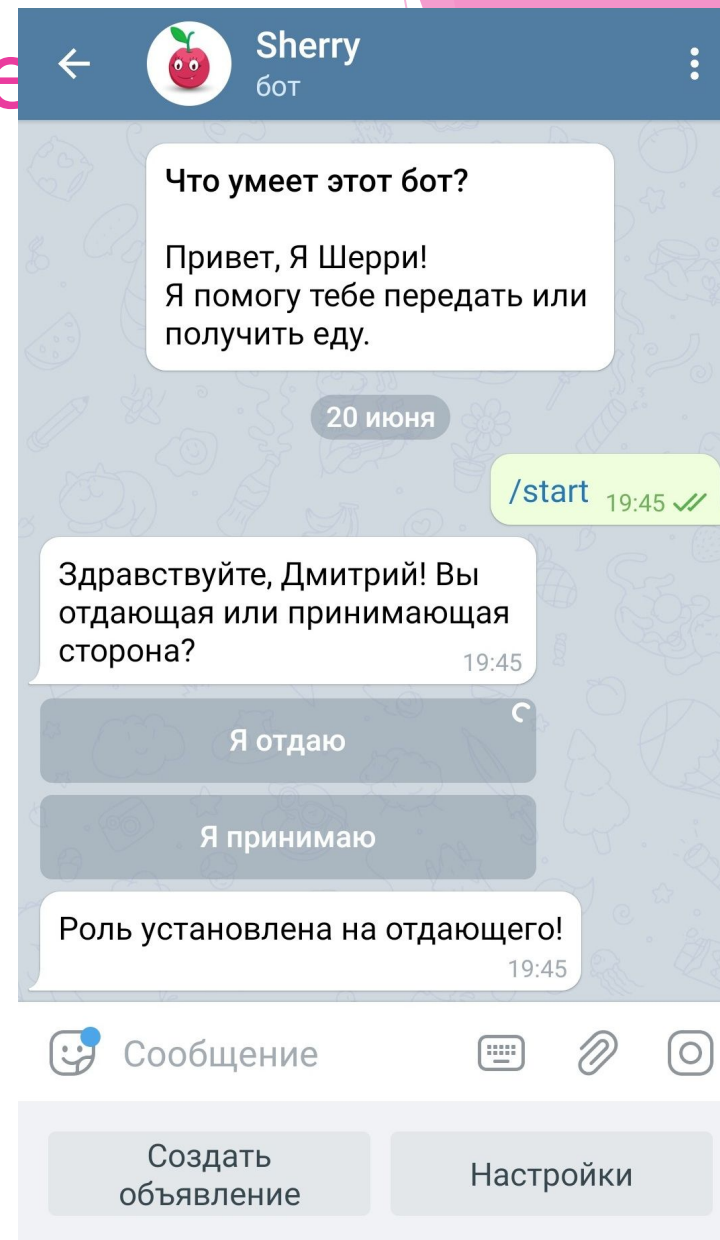 e
Sherry
бот
Что умеет этот бот?
Привет, Я Шерри!
Я помогу тебе передать или
получить еду.
20 июня
/start 19:45
Здравствуйте, Дмитрий! Вы
отдающая или принимающая
сторона?
19:45
Я отдаю
Я принимаю
Роль установлена на отдающего!
19:45
Сообщение
Создать
объявление
Настройки